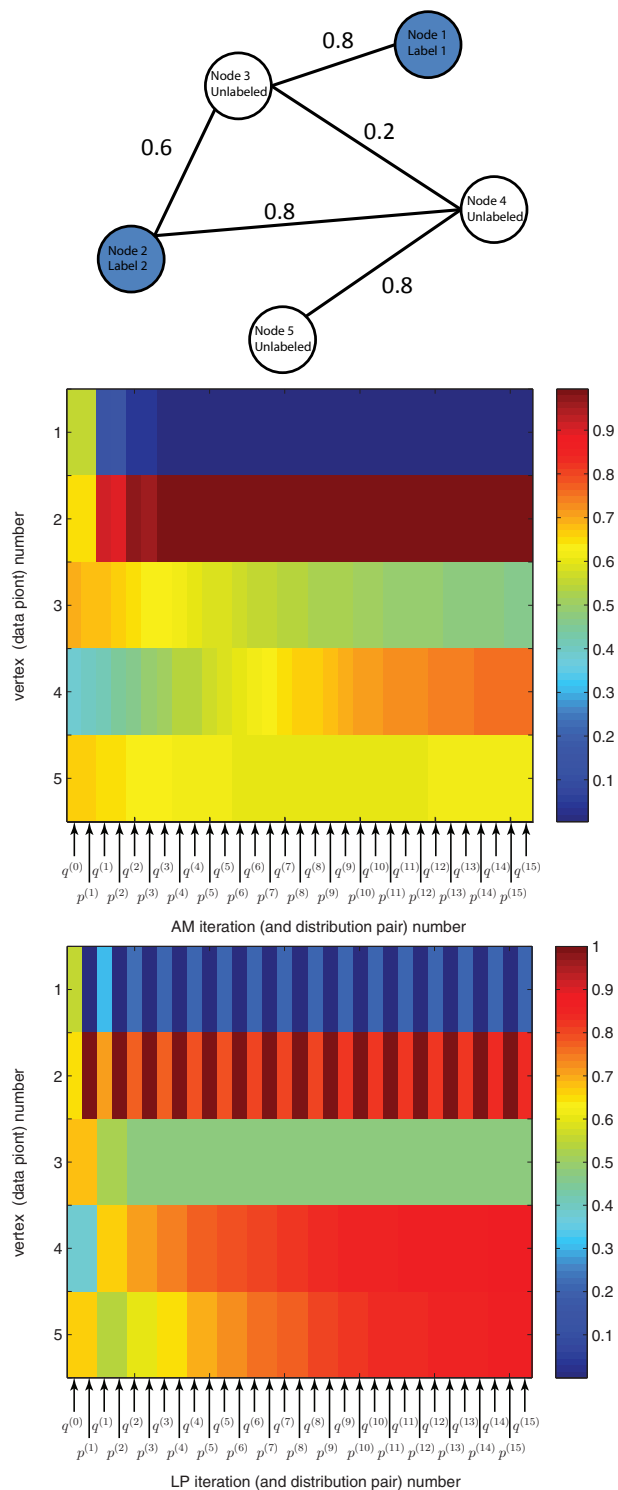 Node 1
Label 1
0.8
Node 3
Unlabeled
0.2
0.6
Node 4
Unlabeled
0.8
Node 2
Label 2
0.8
Node 5
Unlabeled
vertex (data piont) number
1
2
3
4
5
0.9
0.8
0.7
0.6
0.5
0.4
0.3
0.2
0.1
q^(0) q^(1) q^(2) q^(3) q^(4) q^(5) q^(6) q^(7) q^(8) q^(9) q^(10) q^(11) q^(12) q^(13) q^(14) q^(15)
p^(1) p^(2) p^(3) p^(4) p^(5) p^(6) p^(7) p^(8) p^(9) p^(10) p^(11) p^(12) p^(13) p^(14) p^(15)
AM iteration (and distribution pair) number
vertex (data piont) number
1
2
3
4
5
1
0.9
0.8
0.7
0.6
0.5
0.4
0.3
0.2
0.1
q^(0) q^(1) q^(2) q^(3) q^(4) q^(5) q^(6) q^(7) q^(8) q^(9) q^(10) q^(11) q^(12) q^(13) q^(14) q^(15)
p^(1) p^(2) p^(3) p^(4) p^(5) p^(6) p^(7) p^(8) p^(9) p^(10) p^(11) p^(12) p^(13) p^(14) p^(15)
LP iteration (and distribution pair) number